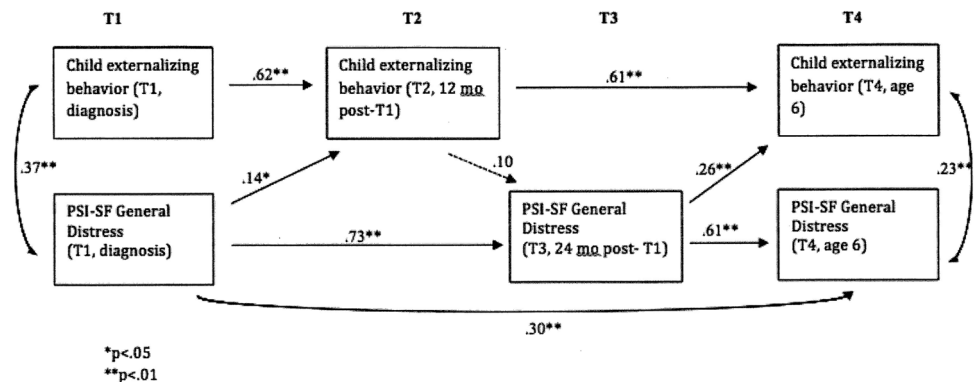 T1 T2 T3 T4
Child externalizing
behavior (T1,
diagnosis)
.62**
Child externalizing
behavior (T2, 12 mo
post-T1)
.61**
Child externalizing
behavior (T4, age
6)
.37**
.14*
.10
.26**
.23**
PSI-SF General
Distress
(T1, diagnosis)
.73**
PSI-SF General
Distress
(T3, 24 mo post- T1)
.61**
PSI-SF General
Distress
(T4, age 6)
.30**
*p<.05
**p<.01